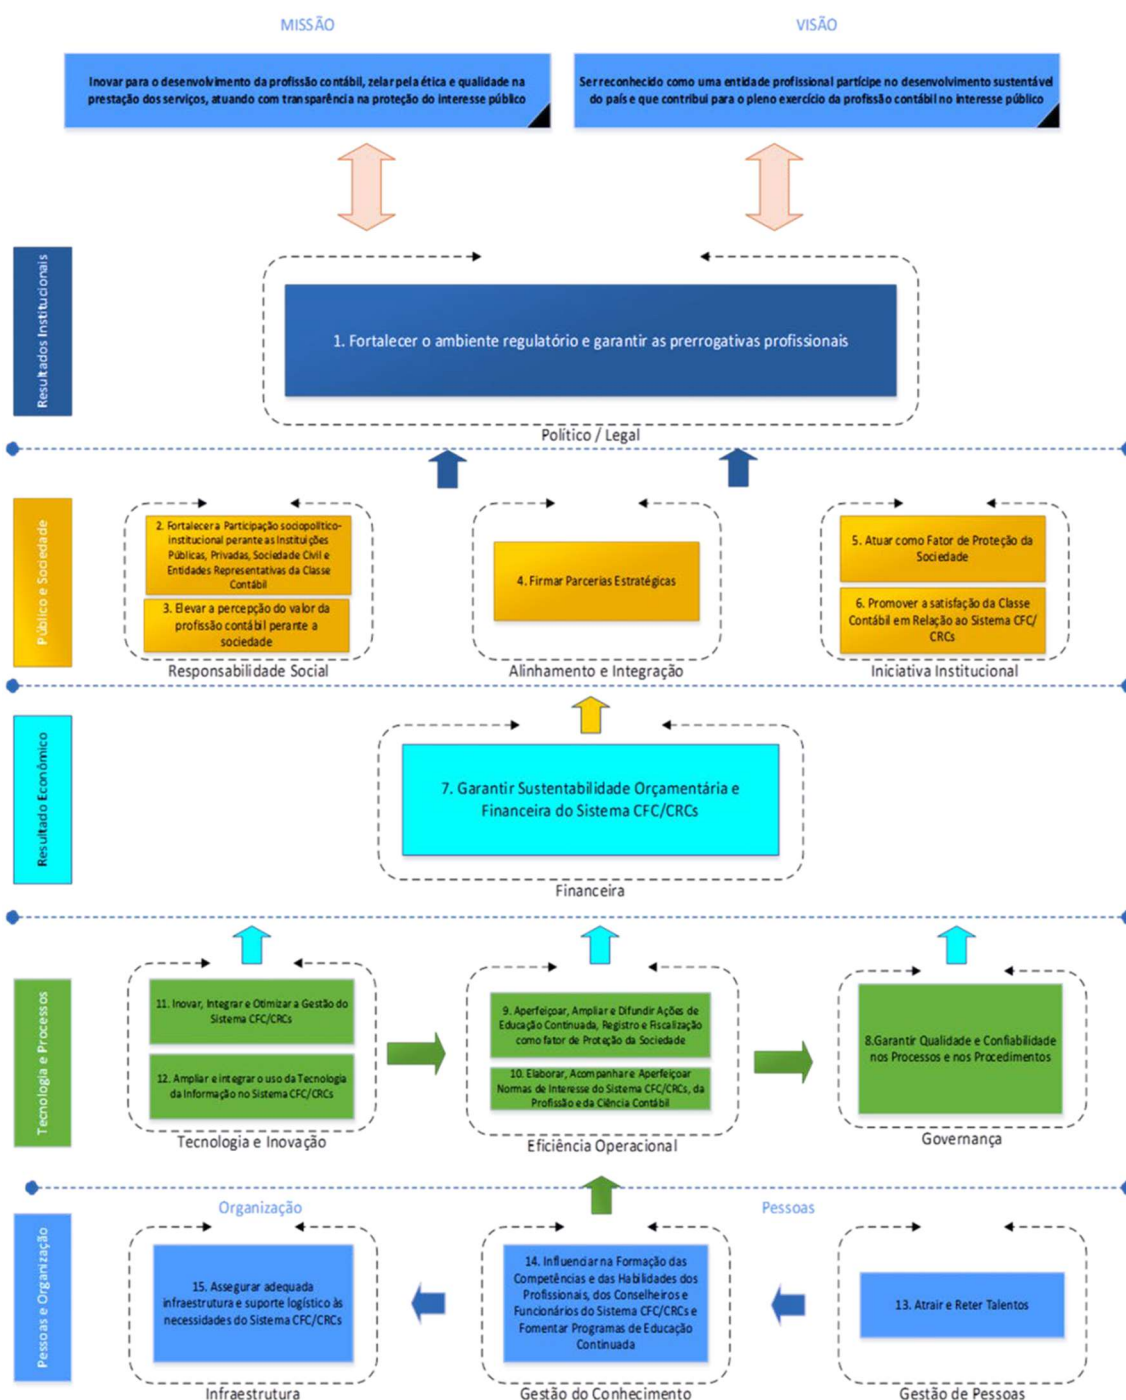 MISSÃO
Inovar para o desenvolvimento da profissão contábil, zelar pela ética e qualidade na
prestação dos serviços, atuando com transparência na proteção do interesse público
VISÃO
Ser reconhecido como uma entidade profissional partícipe no desenvolvimento sustentável
do país e que contribui para o pleno exercício da profissão contábil no interesse público
Resultados Institucionais
1. Fortalecer o ambiente regulatório e garantir as prerrogativas profissionais
Político / Legal
Público e Sociedade
2. Fortalecer a Participação sociopolítico-
institucional perante as Instituições
Públicas, Privadas, Sociedade Civil e
Entidades Representativas da Classe
Contábil
3. Elevar a percepção do valor da
profissão contábil perante a
sociedade
Responsabilidade Social
4. Firmar Parcerias Estratégicas
Alinhamento e Integração
5. Atuar como Fator de Proteção da
Sociedade
6. Promover a satisfação da Classe
Contábil em Relação ao Sistema CFC/
CRCs
Iniciativa Institucional
Resultado Econômico
7. Garantir Sustentabilidade Orçamentária e
Financeira do Sistema CFC/CRCs
Financeira
Tecnologia e Processos
11. Inovar, Integrar e Otimizar a Gestão do
Sistema CFC/CRCs
12. Ampliar e integrar o uso da Tecnologia
da Informação no Sistema CFC/CRCs
Tecnologia e Inovação
9. Aperfeiçoar, Ampliar e Difundir Ações de
Educação Continuada, Registro e Fiscalização
como fator de Proteção da Sociedade
10. Elaborar, Acompanhar e Aperfeiçoar
Normas de Interesse do Sistema CFC/CRCs, da
Profissão e da Ciência Contábil
Eficiência Operacional
8.Garantir Qualidade e Confiabilidade
nos Processos e nos Procedimentos
Governança
Pessoas e Organização
Organização
Pessoas
15. Assegurar adequada
infraestrutura e suporte logístico às
necessidades do Sistema CFC/CRCs
Infraestrutura
14. Influenciar na Formação das
Competências e das Habilidades dos
Profissionais, dos Conselheiros e
Funcionários do Sistema CFC/CRCs e
Fomentar Programas de Educação
Continuada
Gestão do Conhecimento
13. Atrair e Reter Talentos
Gestão de Pessoas